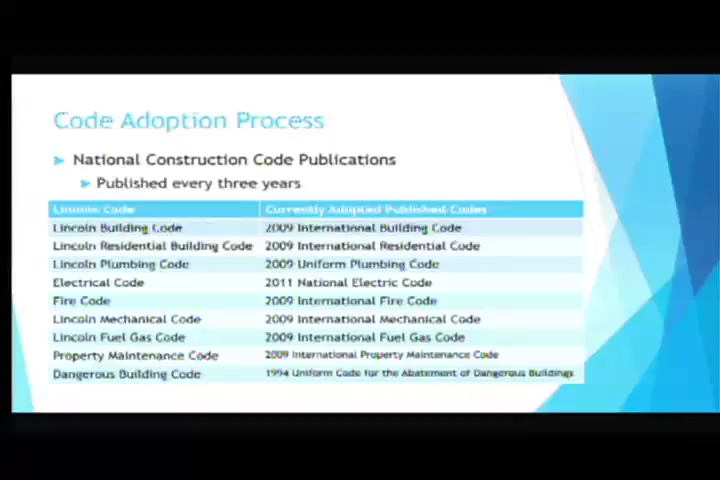 Code Adoption Process
National Construction Code Publications
Published every three years
Lincoln Code Currently Adopted Published Codes
Lincoln Building Code 2009 International Building Code
Lincoln Residential Building Code 2009 International Residential Code
Lincoln Plumbing Code 2009 Uniform Plumbing Code
Electrical Code 2011 National Electric Code
Fire Code 2009 International Fire Code
Lincoln Mechanical Code 2009 International Mechanical Code
Lincoln Fuel Gas Code 2009 International Fuel Gas Code
Property Maintenance Code 2009 International Property Maintenance Code
Dangerous Building Code 1994 Uniform Code for the Abatement of Dangerous Buildings